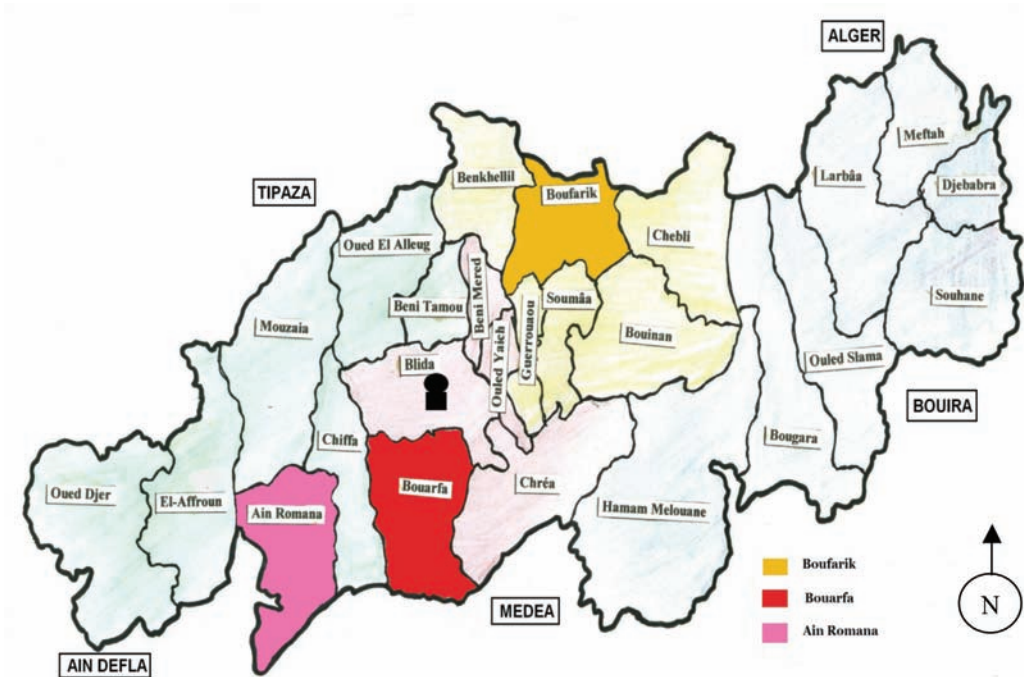 ALGER
Meftah
Larbâa
Djebabra
Benkhellil
Boufarik
TIPAZA
Chebli
Oued El Alleug
Beni Mered
Soumâa
Souhane
Beni Tamou
Mouzaia
Guerrouaou
Bouinan
Blida
Ouled Yaich
Ouled Slama
BOUIRA
Chiffa
Bougara
Oued Djer
El-Affroun
Bouarfa
Chréa
Ain Romana
Hamam Melouane
Boufarik
Bouarfa
Ain Romana
N
MEDEA
AIN DEFLA